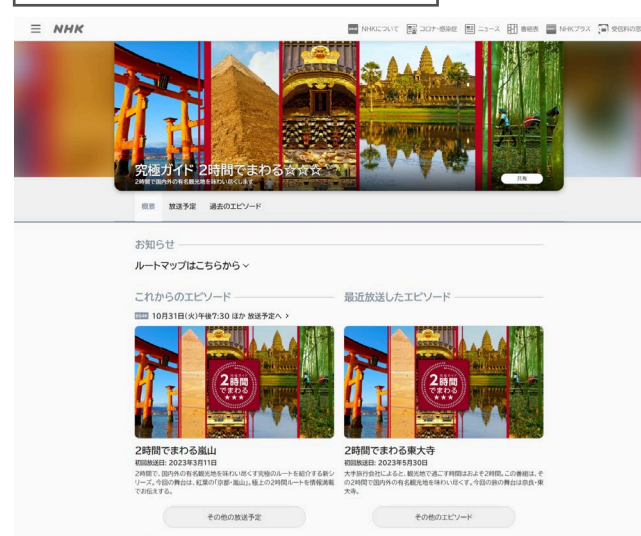 NHK
NHKについて
コロナ・感染症
ニュース
番組表
NHKプラス
受信料の窓
究極ガイド 2時間でまわる☆☆☆
2時間で国内外の有名観光地を味わい尽くします
共有
概要
放送予定
過去のエピソード
お知らせ
ルートマップはこちらから
これからのエピソード
10月31日(火)午後7:30 ほか 放送予定へ
2時間
でまわる
★★★
2時間でまわる嵐山
初回放送日: 2023年3月11日
2時間で、国内外の有名観光地を味わい尽くす究極のルートを紹介する新シ
リーズ。今回の舞台は、紅葉の「京都・嵐山」。極上の2時間ルートを情報満載
でお伝えする。
その他の放送予定
最近放送したエピソード
2時間
でまわる
★★★
2時間でまわる東大寺
初回放送日: 2023年5月30日
大手旅行会社によると、観光地で過ごす時間はおよそ2時間。この番組は、そ
の2時間で国内外の有名観光地を味わい尽くす。今回の旅の舞台は奈良・東
大寺。
その他のエピソード